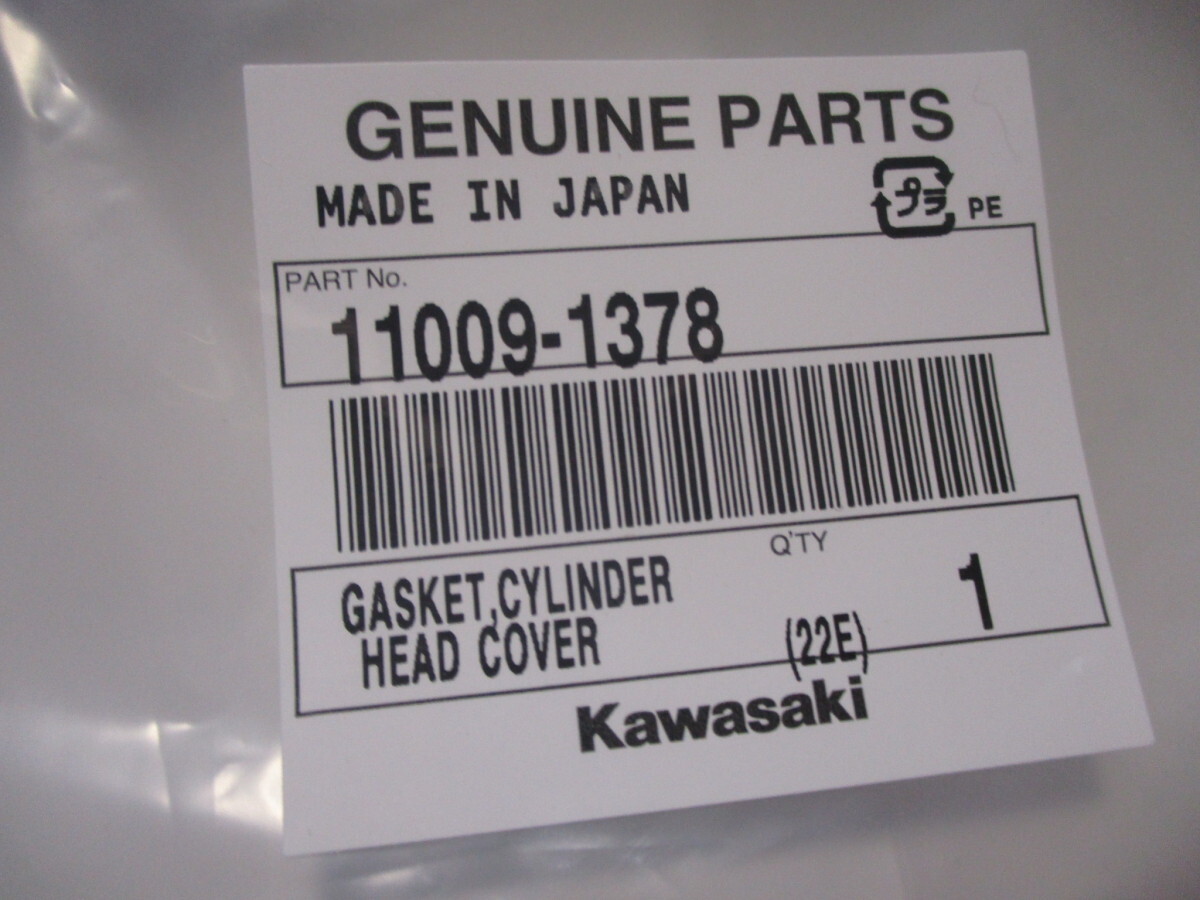 GENUINE PARTS
MADE IN JAPAN
プラ PE
PART No.
11009-1378
Q'TY
GASKET,CYLINDER
HEAD COVER (22E) 1
Kawasaki